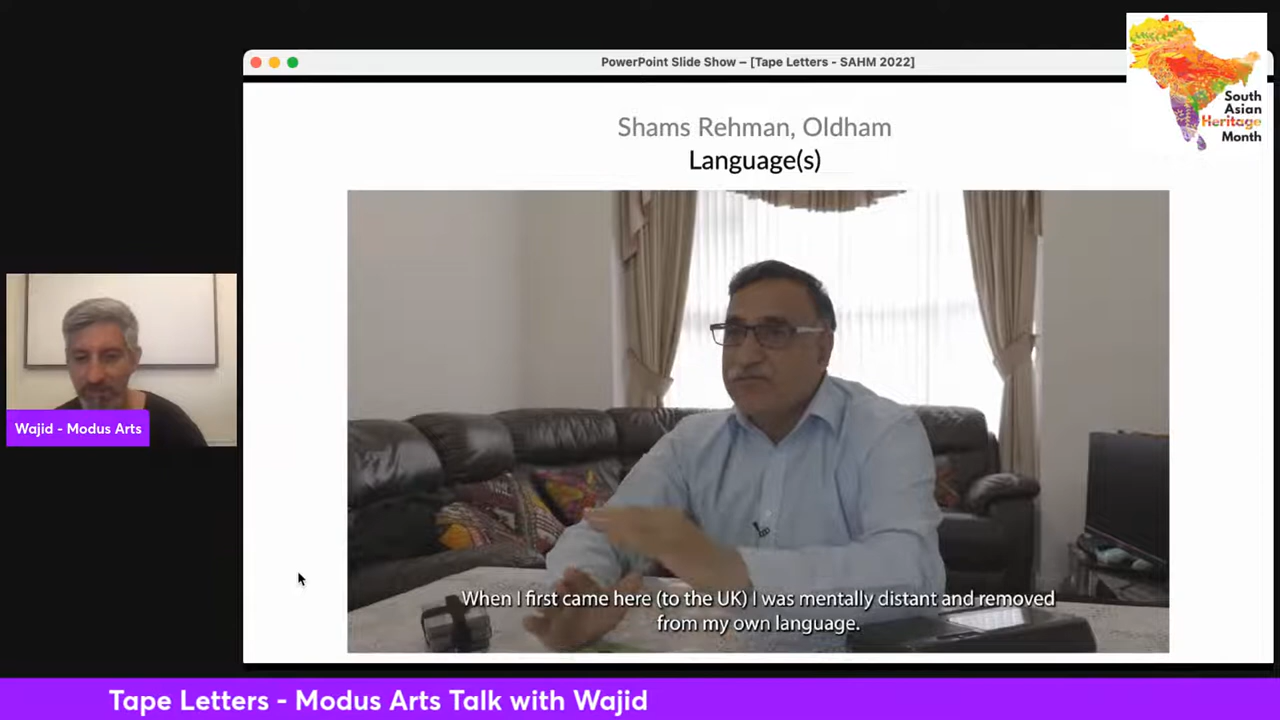 PowerPoint Slide Show – [Tape Letters - SAHM 2022]
South
Asian
Heritage
Month
Shams Rehman, Oldham
Language(s)
Wajid - Modus Arts
When I first came here (to the UK) I was mentally distant and removed
from my own language.
Tape Letters - Modus Arts Talk with Wajid